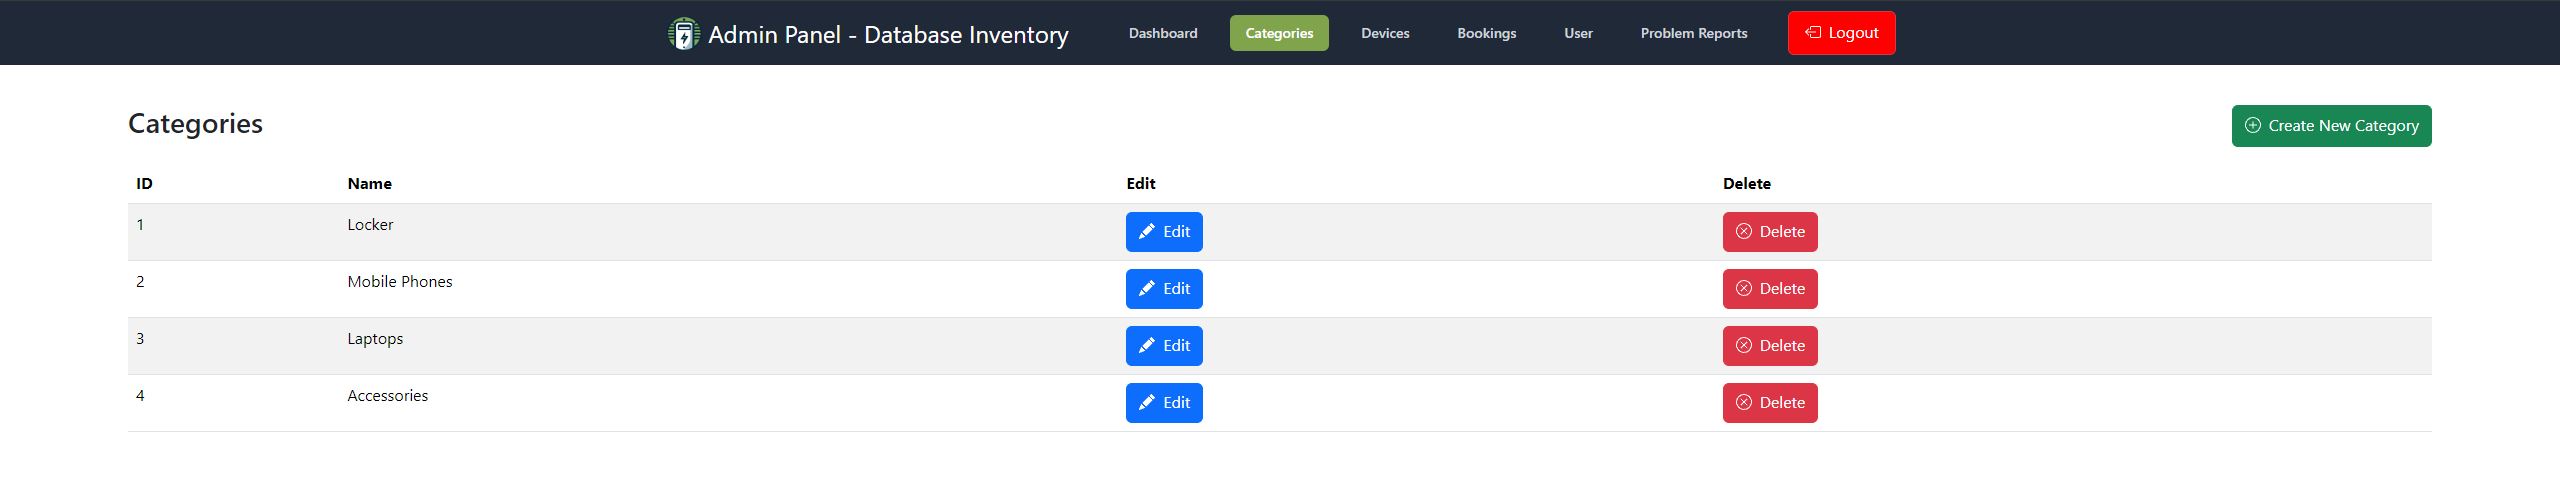 Admin Panel - Database Inventory Dashboard Categories Devices Bookings User Problem Reports Logout
Categories Create New Category
ID Name Edit Delete
1 Locker Edit Delete
2 Mobile Phones Edit Delete
3 Laptops Edit Delete
4 Accessories Edit Delete